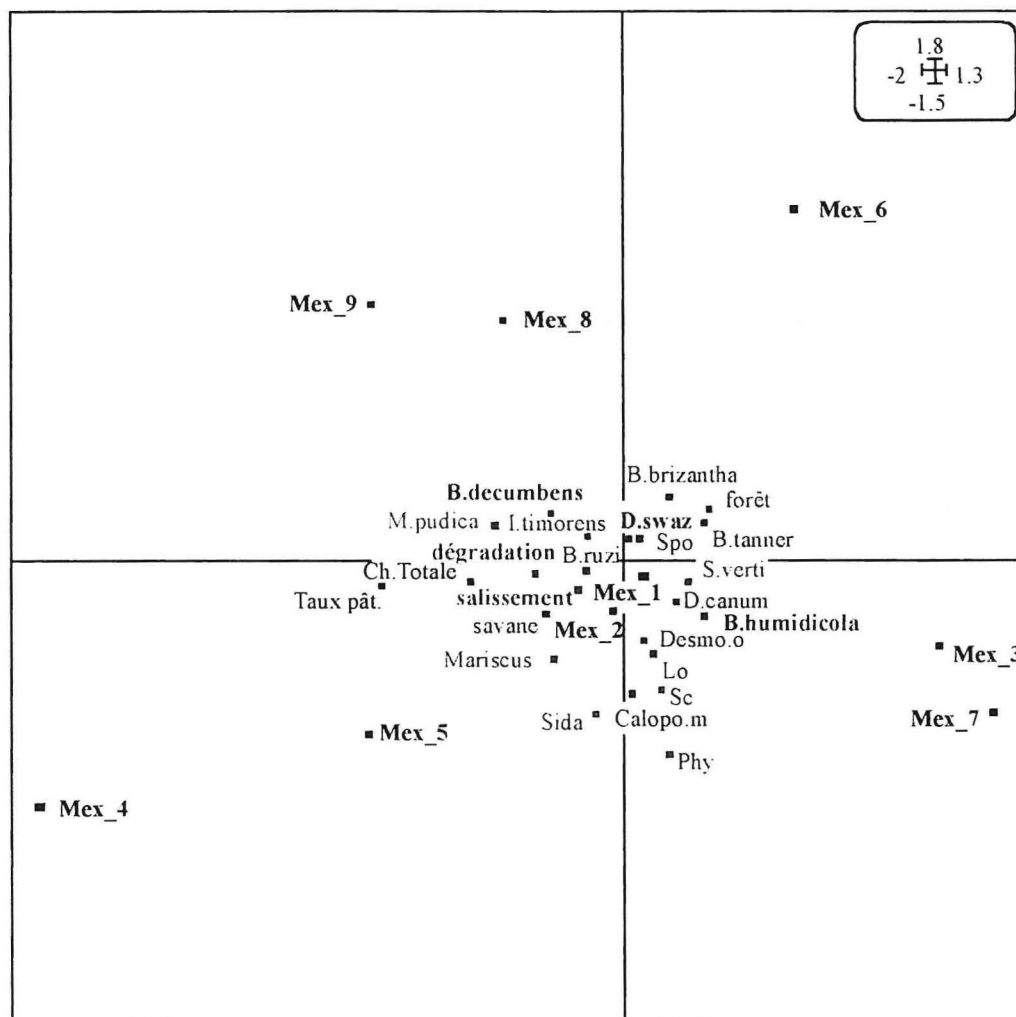 1.8
-2 1.3
-1.5
Mex_6
Mex_9
Mex_8
B.brizantha
B.decumbens
forêt
M.pudica I.timorens D.swaz
Spo B.tanner
dégradation B.ruzi
Ch.Totale S.verti
Taux pât. salissement Mex_1 D.canum
savane Mex_2 B.humidicola
Desmo.o
Mariscus Lo Mex_3
Sc
Sida Calopo.m Mex_7
Mex_5
Phy
Mex_4